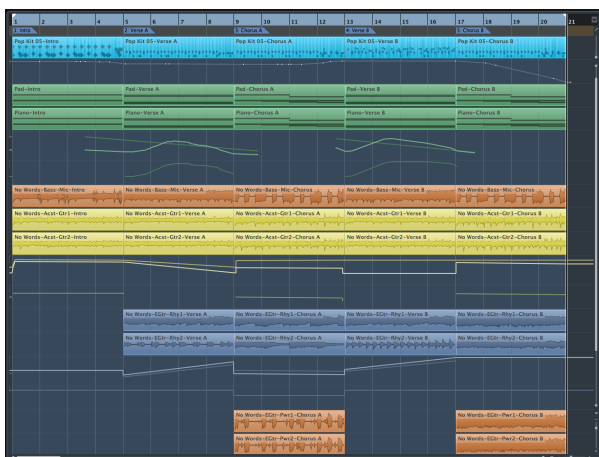 1 2 3 4 5 6 7 8 9 10 11 12 13 14 15 16 17 18 19 20 21
1 Intro 2 Verse A 3 Chorus A 4 Verse B 5 Chorus B
Pop Kit 05-Intro Pop Kit 05-Verse A Pop Kit 05-Chorus A Pop Kit 05-Verse B Pop Kit 05-Chorus B
Pad-Intro Pad-Verse A Pad-Chorus A Pad-Verse B Pad-Chorus B
Piano-Intro Piano-Verse A Piano-Chorus A Piano-Verse B Piano-Chorus B
No Words-Bass-Mic-Intro No Words-Bass-Mic-Verse A No Words-Bass-Mic-Chorus No Words-Bass-Mic-Verse B No Words-Bass-Mic-Chorus B
No Words-Acst-Gtr1-Intro No Words-Acst-Gtr1-Verse A No Words-Acst-Gtr1-Chorus A No Words-Acst-Gtr1-Verse B No Words-Acst-Gtr1-Chorus B
No Words-Acst-Gtr2-Intro No Words-Acst-Gtr2-Verse A No Words-Acst-Gtr2-Chorus A No Words-Acst-Gtr2-Verse B No Words-Acst-Gtr2-Chorus B
No Words-EGtr-Rhy1-Verse A No Words-EGtr-Rhy1-Chorus A No Words-EGtr-Rhy1-Verse B No Words-EGtr-Rhy1-Chorus B
No Words-EGtr-Rhy2-Verse A No Words-EGtr-Rhy2-Chorus A No Words-EGtr-Rhy2-Verse B No Words-EGtr-Rhy2-Chorus B
No Words-EGtr-Pwr1-Chorus A No Words-EGtr-Pwr1-Chorus B
No Words-EGtr-Pwr2-Chorus A No Words-EGtr-Pwr2-Chorus B